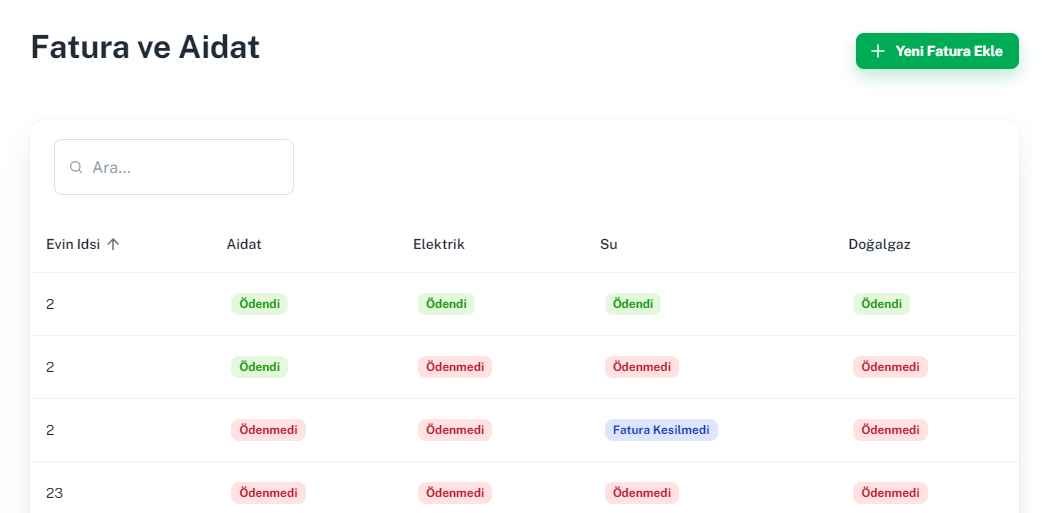 Fatura ve Aidat
Yeni Fatura Ekle
Ara...
Evin Idsi Aidat Elektrik Su Doğalgaz
2 Ödendi Ödendi Ödendi Ödendi
2 Ödendi Ödenmedi Ödenmedi Ödenmedi
2 Ödenmedi Ödenmedi Fatura Kesilmedi Ödenmedi
23 Ödenmedi Ödenmedi Ödenmedi Ödenmedi